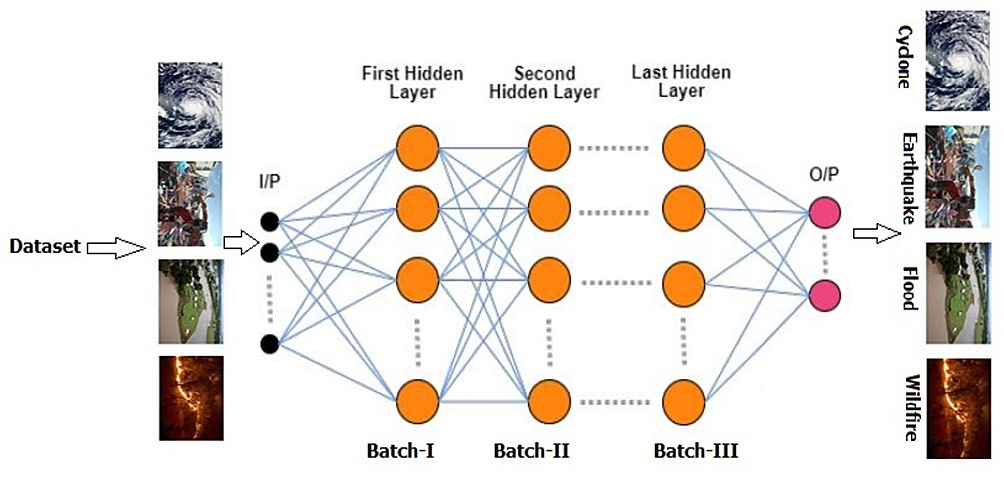 Dataset
I/P
First Hidden
Layer
Second
Hidden Layer
Last Hidden
Layer
O/P
Batch-I
Batch-II
Batch-III
Cyclone
Earthquake
Flood
Wildfire